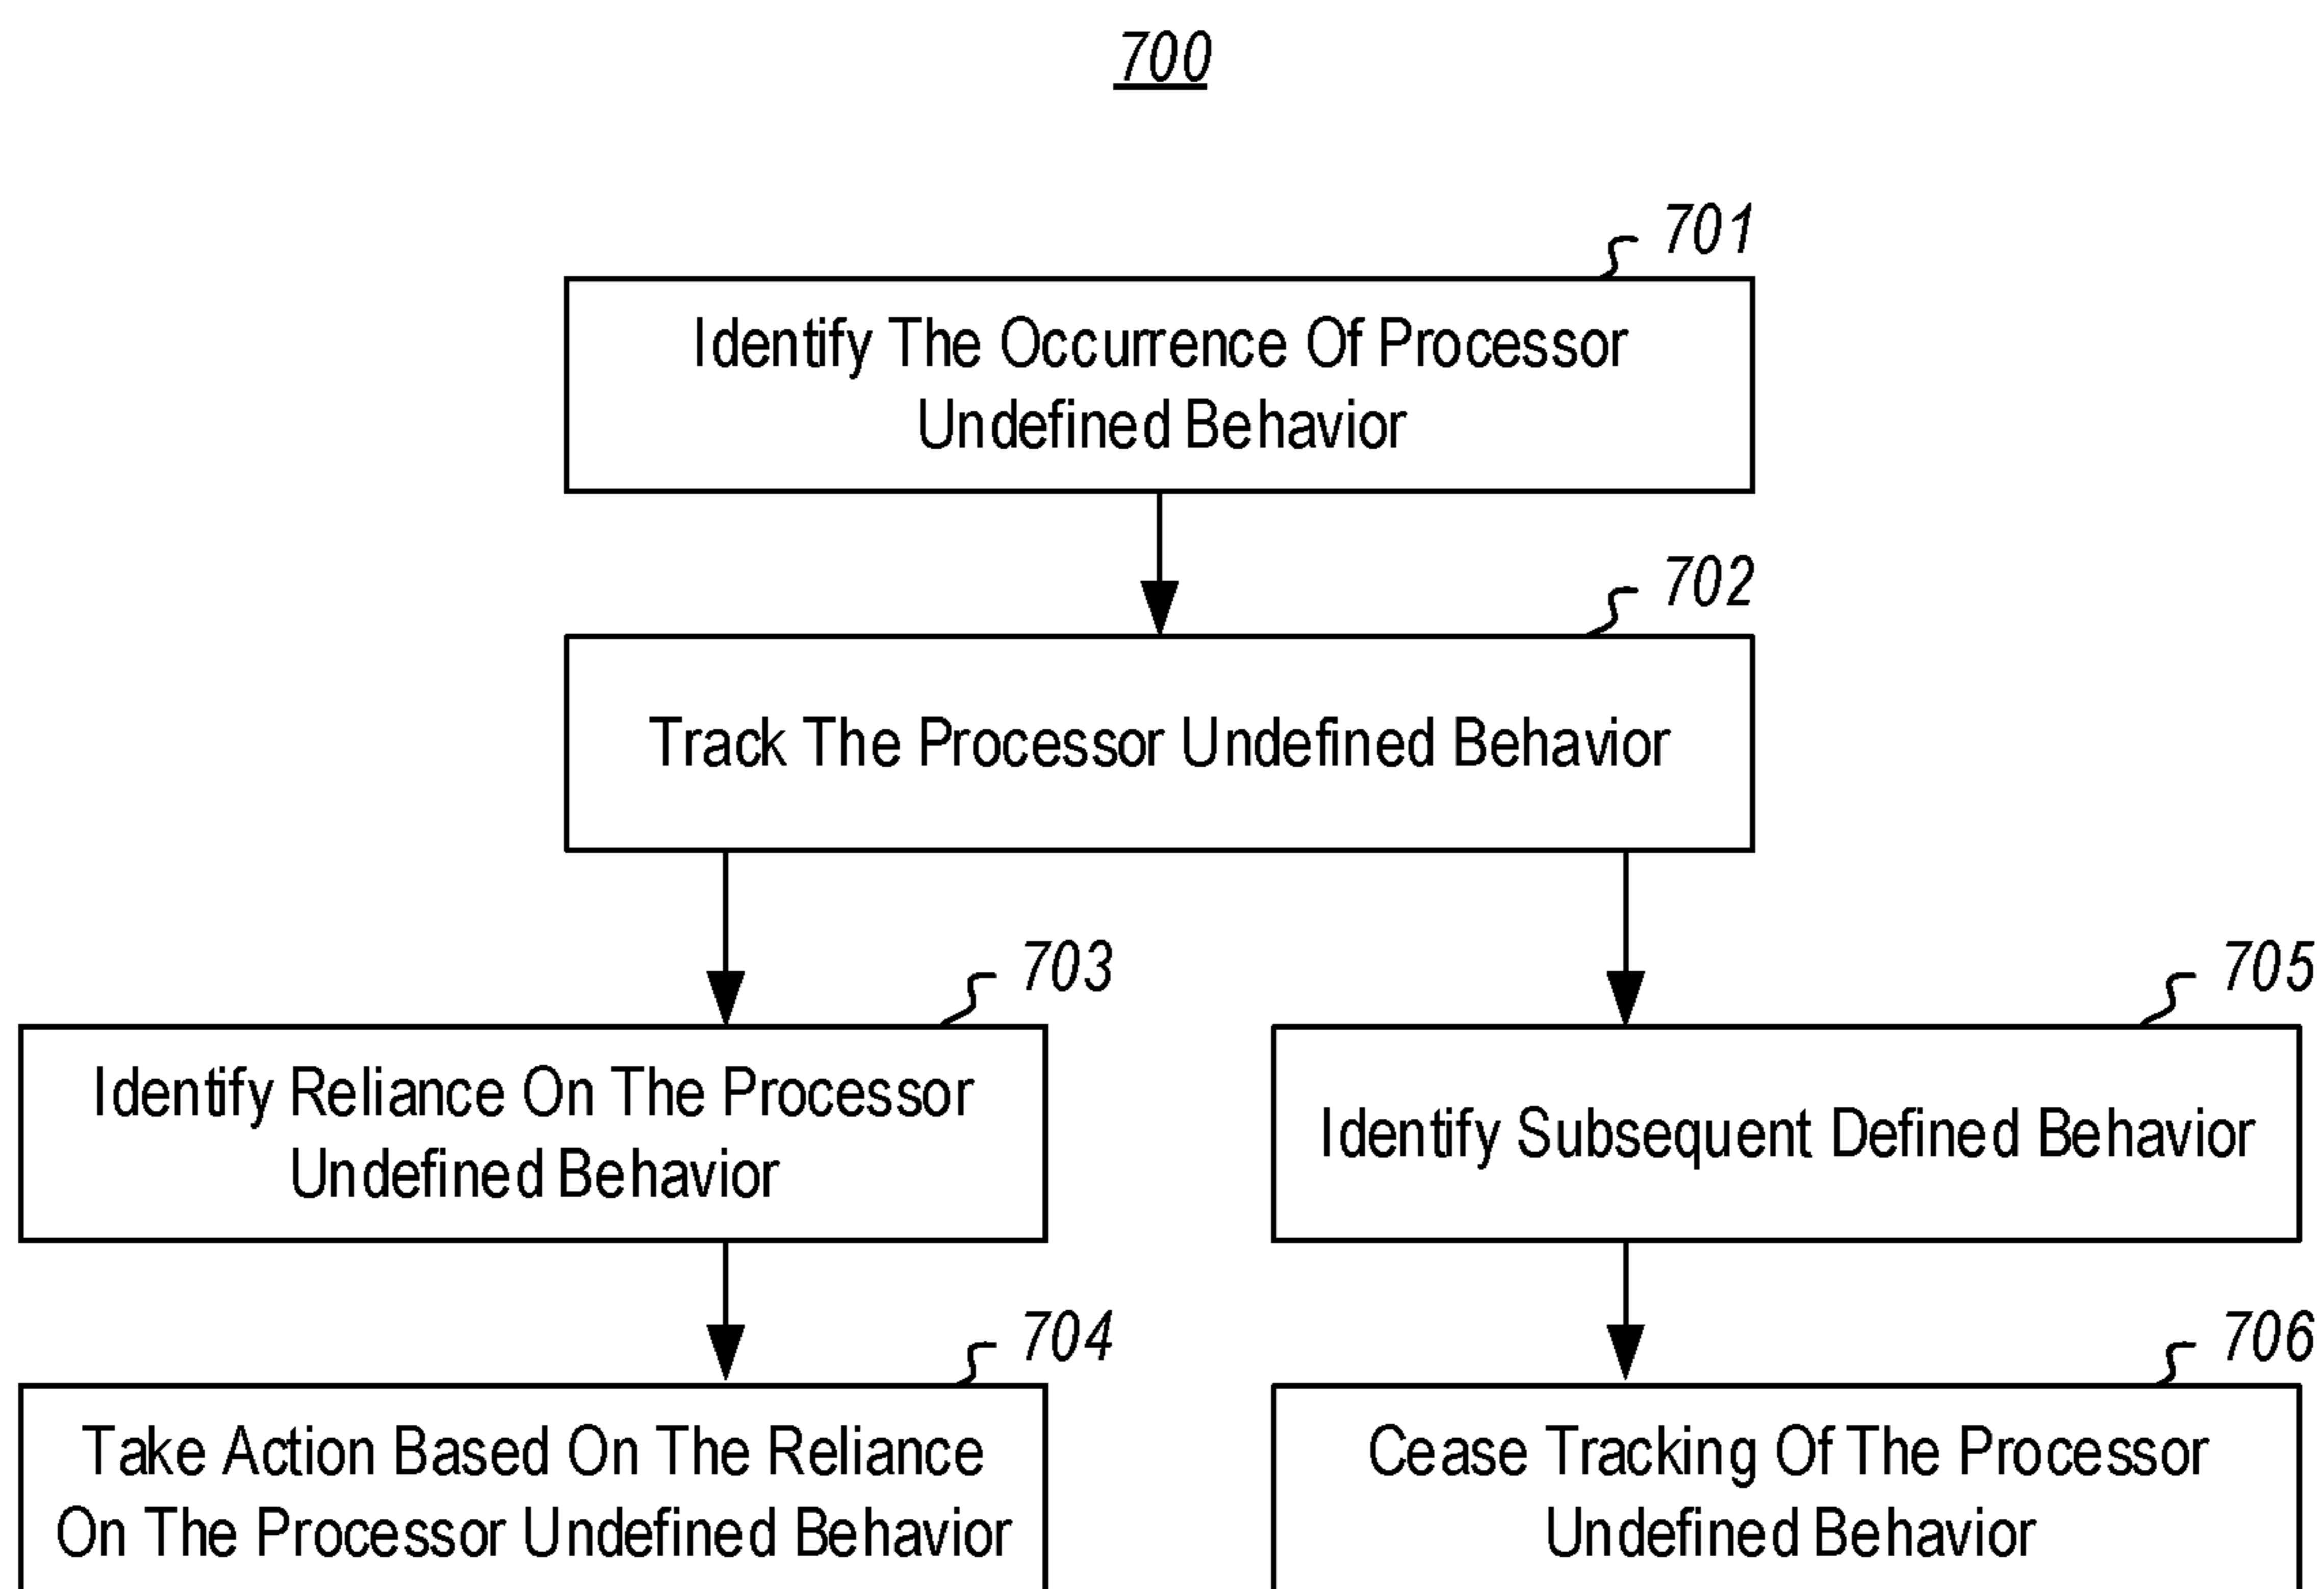 700
701
Identify The Occurrence Of Processor
Undefined Behavior
702
Track The Processor Undefined Behavior
703
Identify Reliance On The Processor
Undefined Behavior
704
Take Action Based On The Reliance
On The Processor Undefined Behavior
705
Identify Subsequent Defined Behavior
706
Cease Tracking Of The Processor
Undefined Behavior